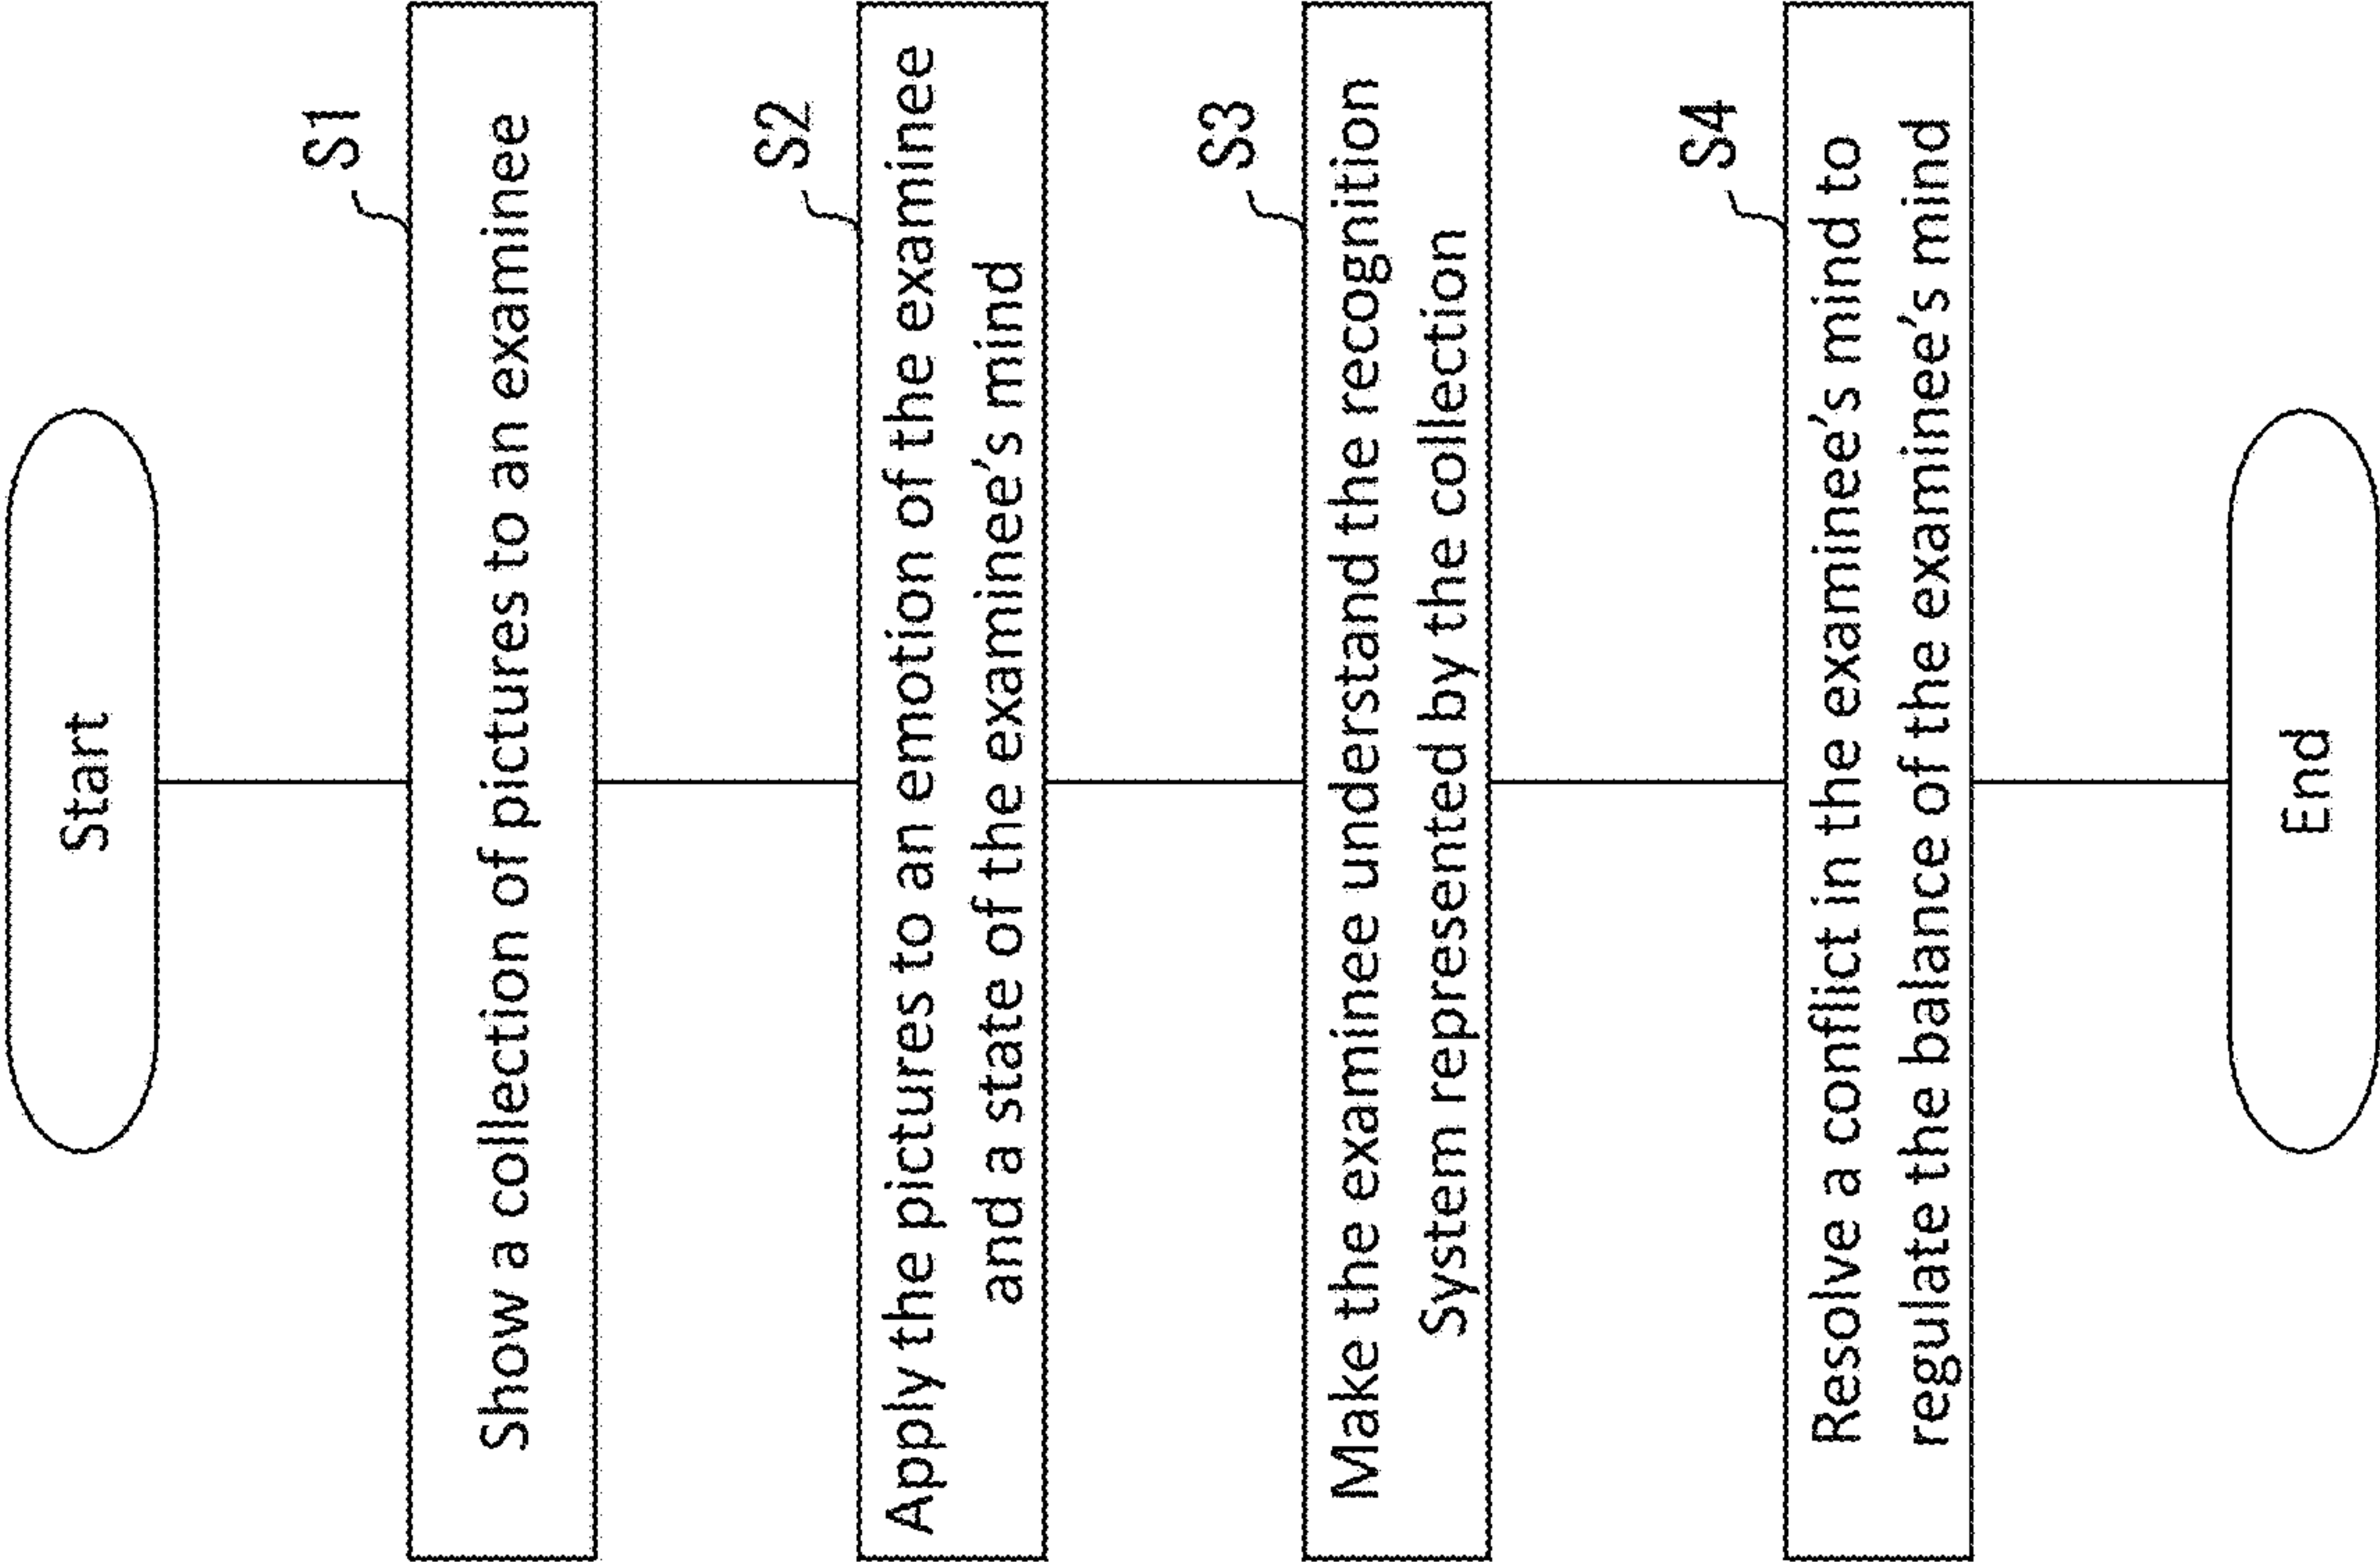 Start
S1
Show a collection of pictures to an examinee
S2
Apply the pictures to an emotion of the examinee
and a state of the examinee's mind
S3
Make the examinee understand the recognition
System represented by the collection
S4
Resolve a conflict in the examinee's mind to
regulate the balance of the examinee's mind
End